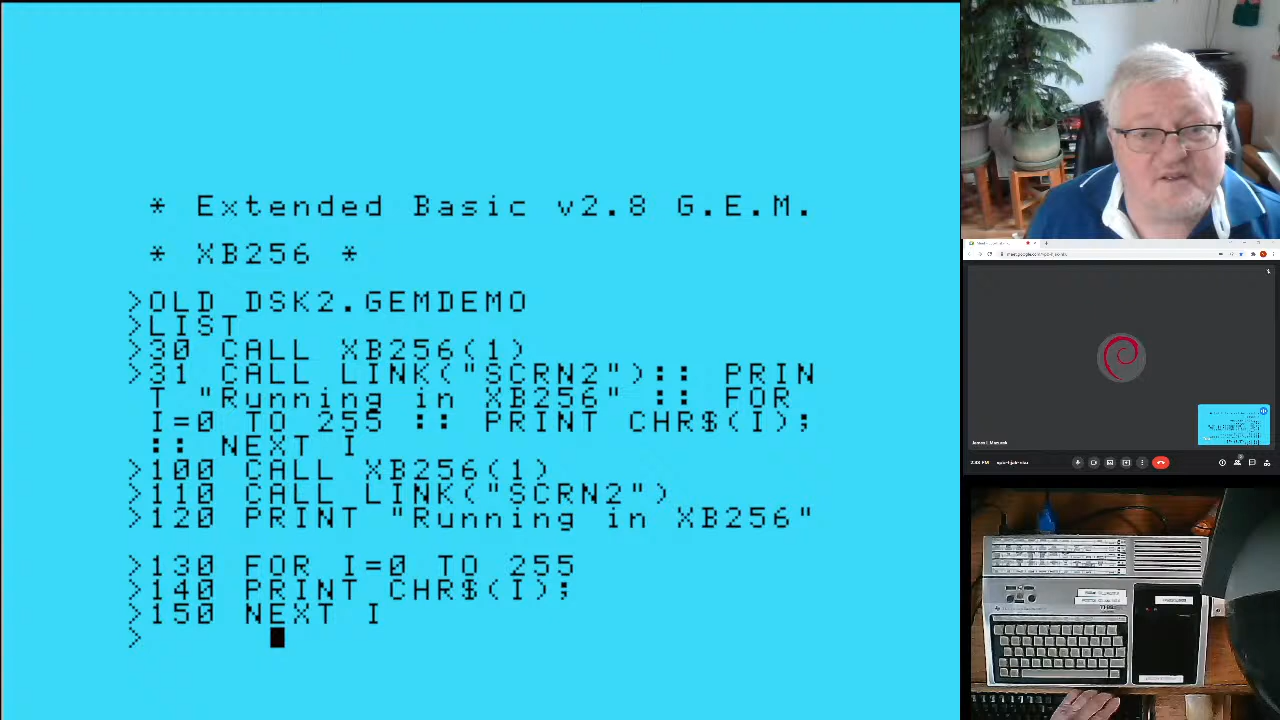 * Extended Basic v2.8 G.E.M.
* XB256 *
>OLD DSK2.GEMDEMO
>LIST
>30 CALL XB256(1)
>31 CALL LINK("SCRN2"):: PRIN
T "Running in XB256" :: FOR
I=0 TO 255 :: PRINT CHR$(I);
:: NEXT I
>100 CALL XB256(1)
>110 CALL LINK("SCRN2")
>120 PRINT "Running in XB256"
>130 FOR I=0 TO 255
>140 PRINT CHR$(I);
>150 NEXT I
>